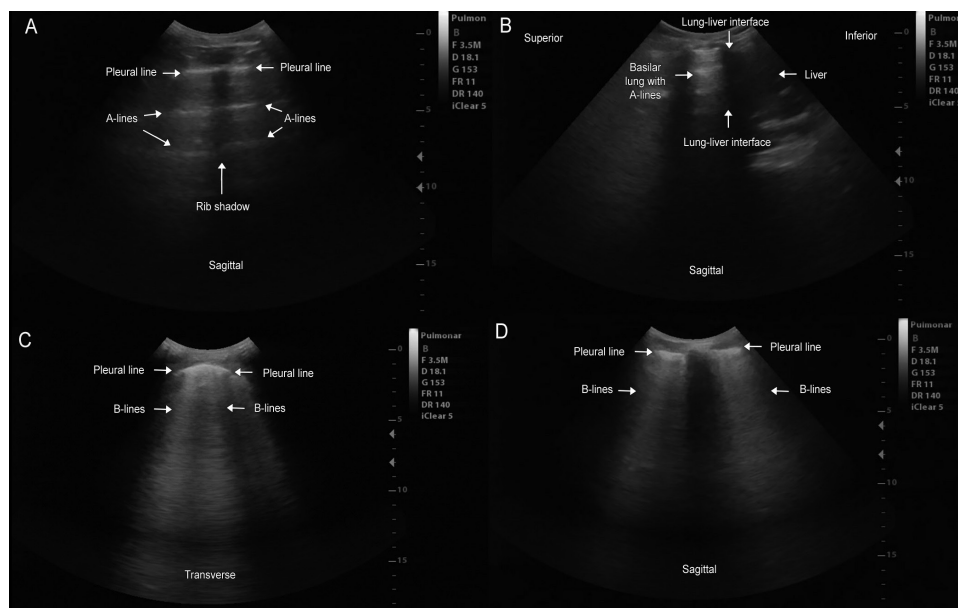 A
Pleural line
Pleural line
A-lines
A-lines
Rib shadow
Sagittal
Pulmon
B
F 3.5M
D 18.1
G 153
FR 11
DR 140
iClear 5
0
5
10
15
B
Superior
Lung-liver interface
Inferior
Basilar
lung with
A-lines
Liver
Lung-liver interface
Sagittal
Pulmo
B
F 3.5M
D 18.1
G 153
FR 11
DR 140
iClear 5
0
5
10
15
C
Pleural line
Pleural line
B-lines
B-lines
Transverse
Pulmonar
B
F 3.5M
D 18.1
G 153
FR 11
DR 140
iClear 5
0
5
10
15
D
Pleural line
Pleural line
B-lines
B-lines
Sagittal
Pulmonar
B
F 3.5M
D 18.1
G 153
FR 11
DR 140
iClear 5
0
5
10
15